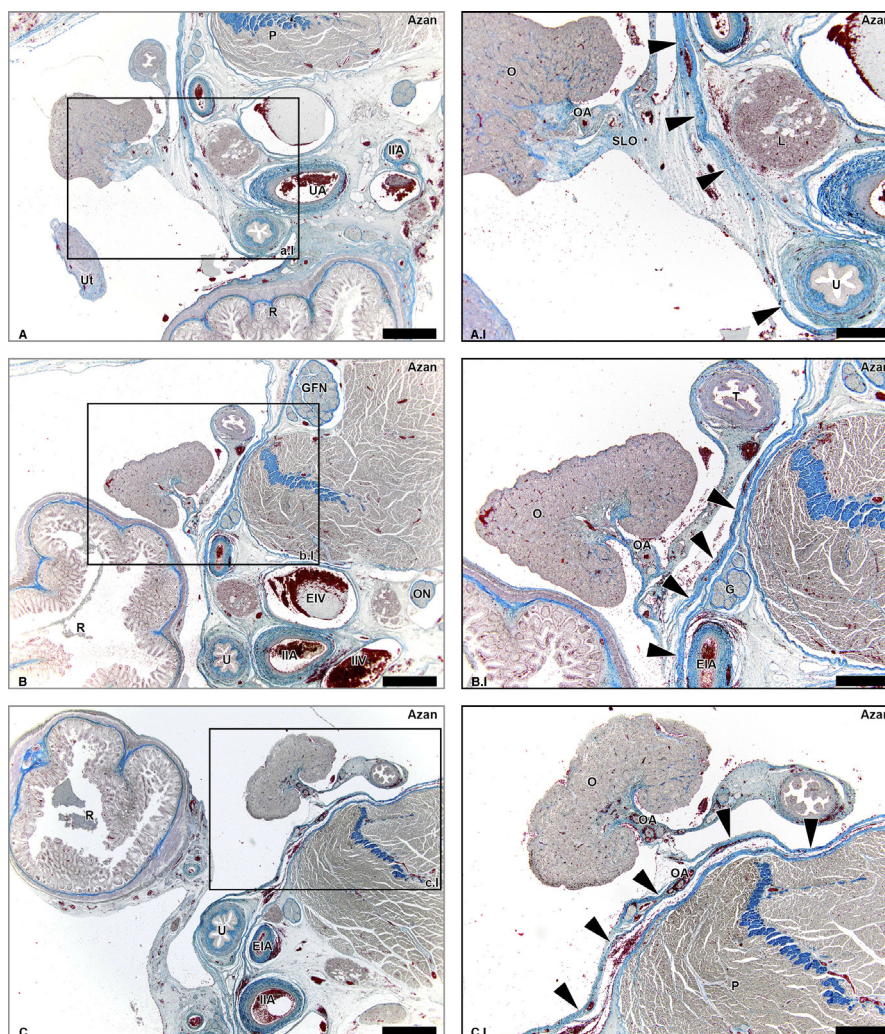 Azan
P
IIA
UA
a.I
Ut
R
A
Azan
O
OA
SLO
L
U
A.I
Azan
GFN
b.I
EIV
ON
R
U
IIA
IIV
B
Azan
T
O
OA
G
EIA
B.I
Azan
R
c.I
U
EIA
IIA
C
Azan
O
OA
OA
P
C.I